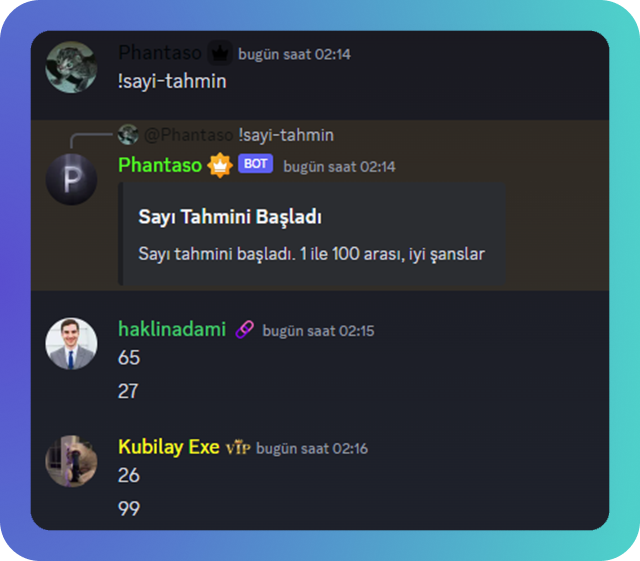 Phantaso bugün saat 02:14
!sayi-tahmin
@Phantaso !sayi-tahmin
Phantaso BOT bugün saat 02:14
P
Sayı Tahmini Başladı
Sayı tahmini başladı. 1 ile 100 arası, iyi şanslar
haklinadami bugün saat 02:15
65
27
Kubilay Exe VİP bugün saat 02:16
26
99